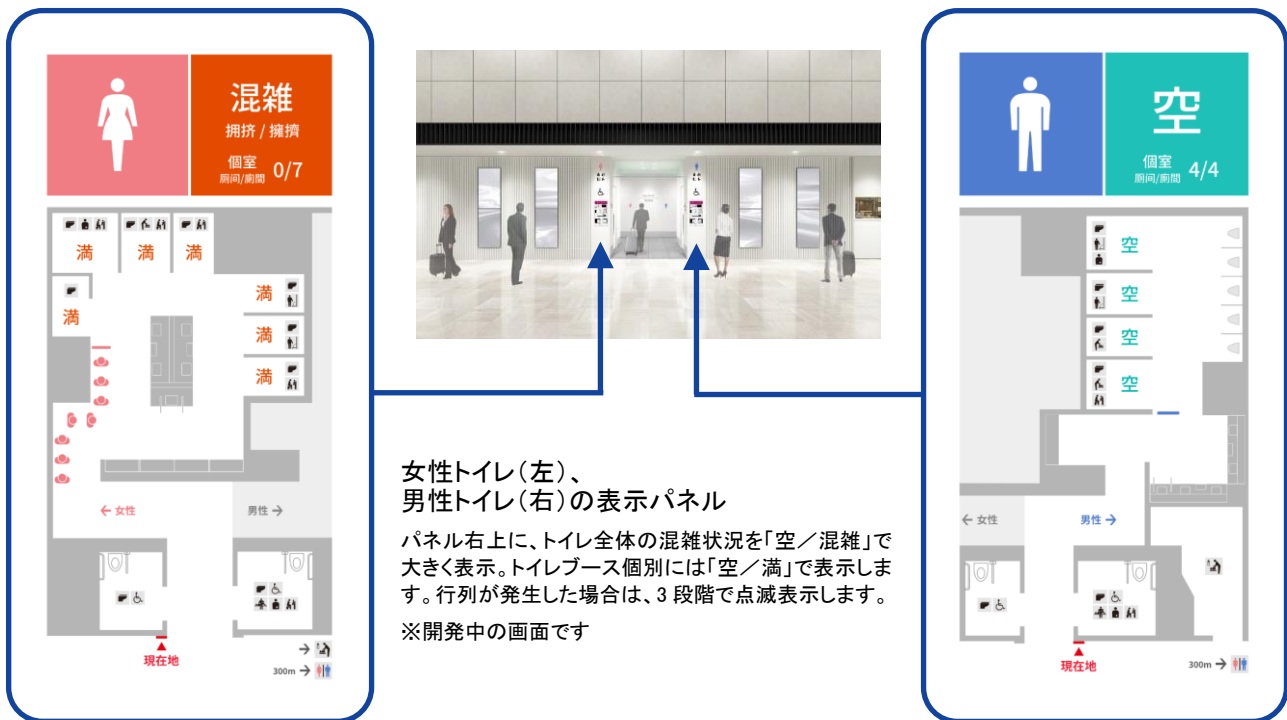 混雑
拥挤 / 擁擠
個室
厕间/廁間
0/7
満
満
満
満
満
満
満
← 女性
男性 →
現在地
→
300m →
女性トイレ(左)、
男性トイレ(右)の表示パネル
パネル右上に、トイレ全体の混雑状況を「空/混雑」で
大きく表示。トイレブース個別には「空/満」で表示しま
す。行列が発生した場合は、3 段階で点滅表示します。
※開発中の画面です
空
個室
厕间/廁間
4/4
空
空
空
空
← 女性
男性 →
現在地
300m →